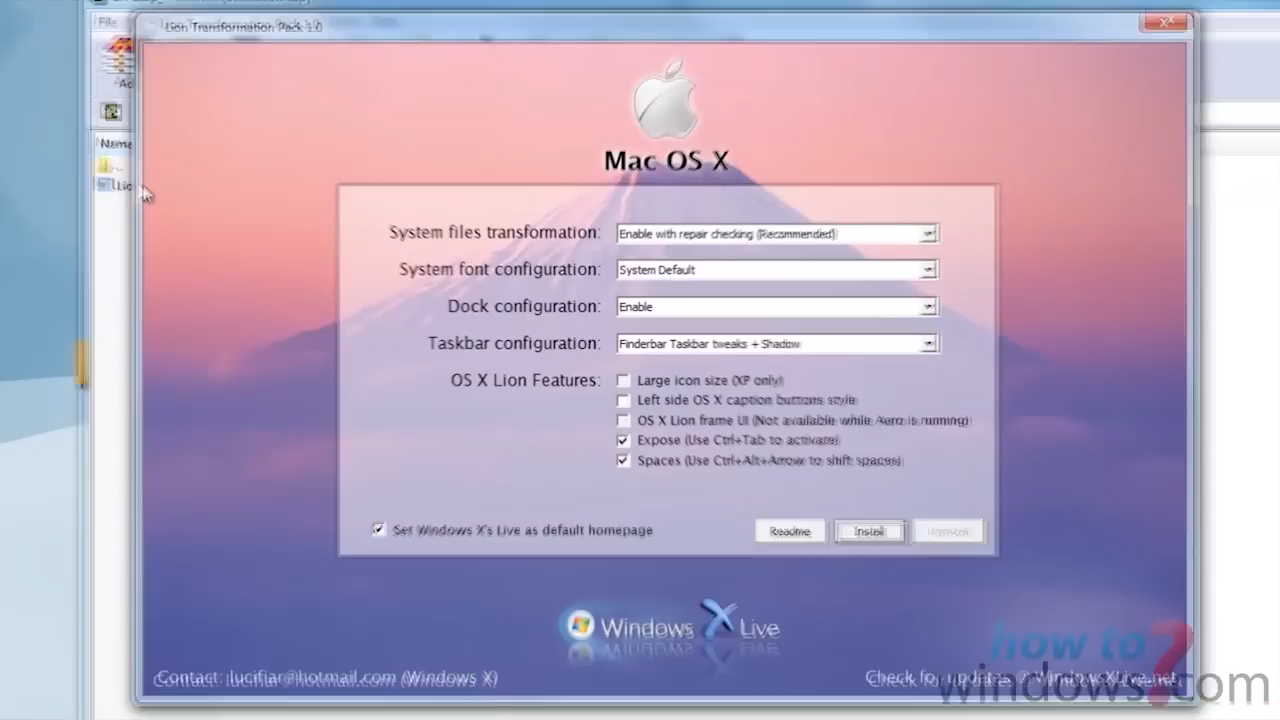 File
Lion Transformation Pack 1.0
Name
Mac OS X
System files transformation: Enable with repair checking (Recommended)
System font configuration: System Default
Dock configuration: Enable
Taskbar configuration: Finderbar Taskbar tweaks + Shadow
OS X Lion Features: Large icon size (XP only)
Left side OS X caption buttons style
OS X Lion frame UI (Not available while Aero is running)
Expose (Use Ctrl+Tab to activate)
Spaces (Use Ctrl+Alt+Arrow to shift spaces)
Set Windows X's Live as default homepage
Readme Install Uninstall
Windows X Live
Contact: lucifiar@hotmail.com (Windows X)
Check for updates @ WindowsXLive.net
how to?
windows?.com